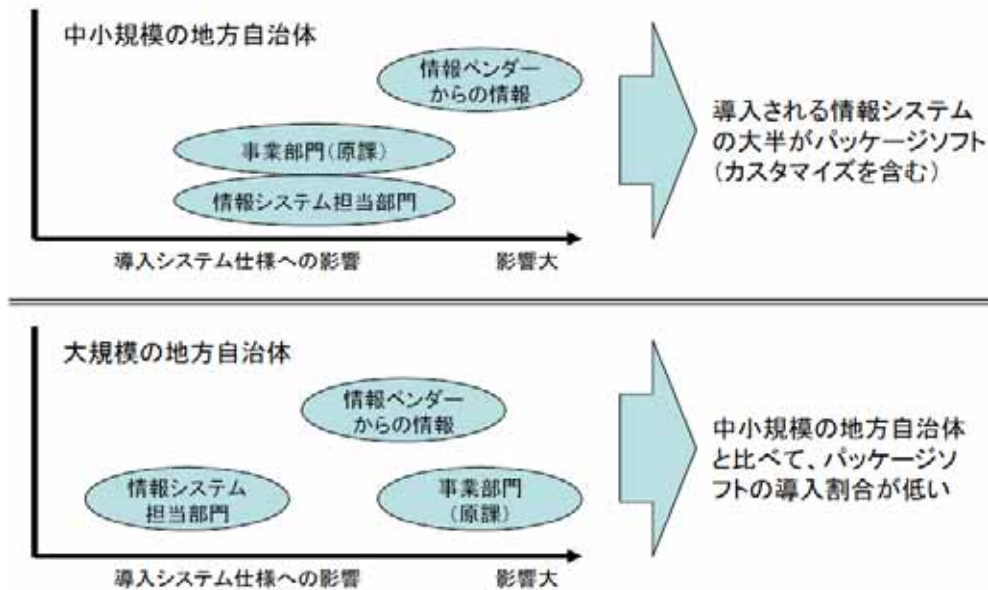 中小規模の地方自治体
情報ベンダー
からの情報
事業部門(原課)
情報システム担当部門
導入システム仕様への影響
影響大
導入される情報システム
の大半がパッケージソフト
(カスタマイズを含む)
大規模の地方自治体
情報ベンダー
からの情報
情報システム
担当部門
事業部門
(原課)
導入システム仕様への影響
影響大
中小規模の地方自治体
と比べて、パッケージソ
フトの導入割合が低い